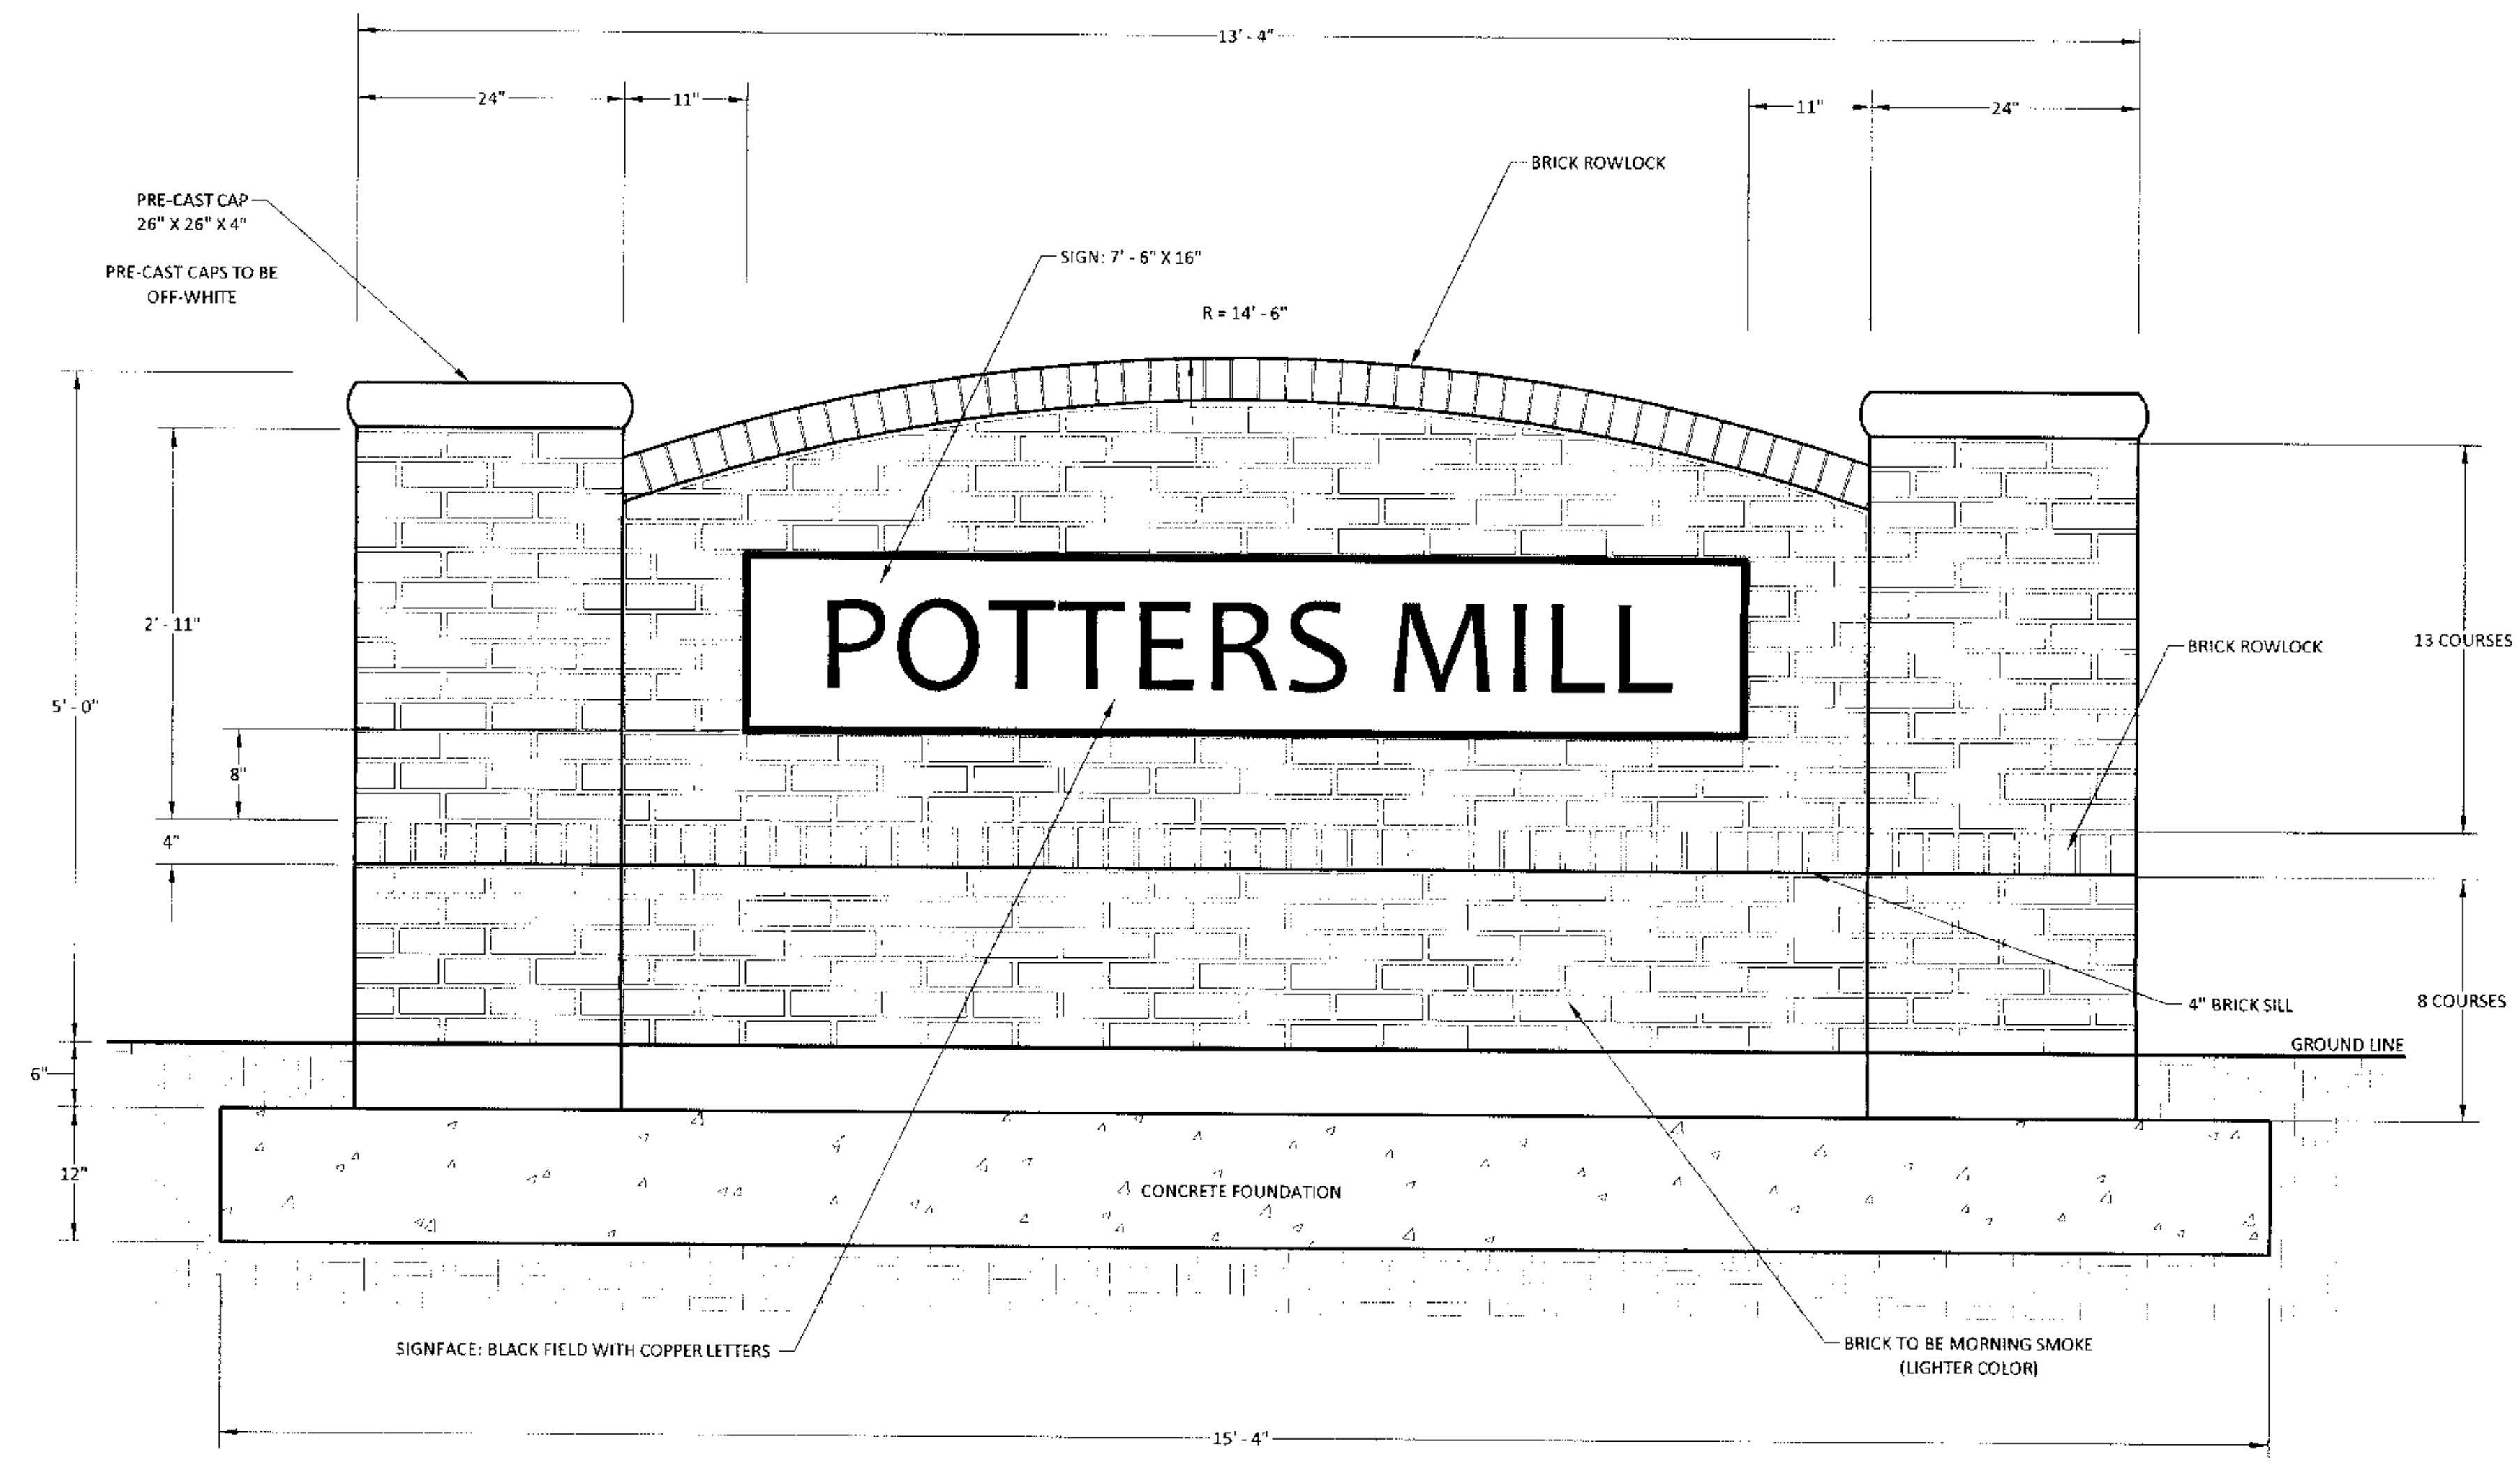 13' - 4"
24"
11"
11"
24"
BRICK ROWLOCK
PRE-CAST CAP
26" X 26" X 4"
SIGN: 7' - 6" X 16"
PRE-CAST CAPS TO BE
OFF-WHITE
R = 14' - 6"
POTTERS MILL
2' - 11"
BRICK ROWLOCK
13 COURSES
5' - 0"
8"
4"
4" BRICK SILL
8 COURSES
GROUND LINE
6"
12"
CONCRETE FOUNDATION
SIGNFACE: BLACK FIELD WITH COPPER LETTERS
BRICK TO BE MORNING SMOKE
(LIGHTER COLOR)
15' - 4"